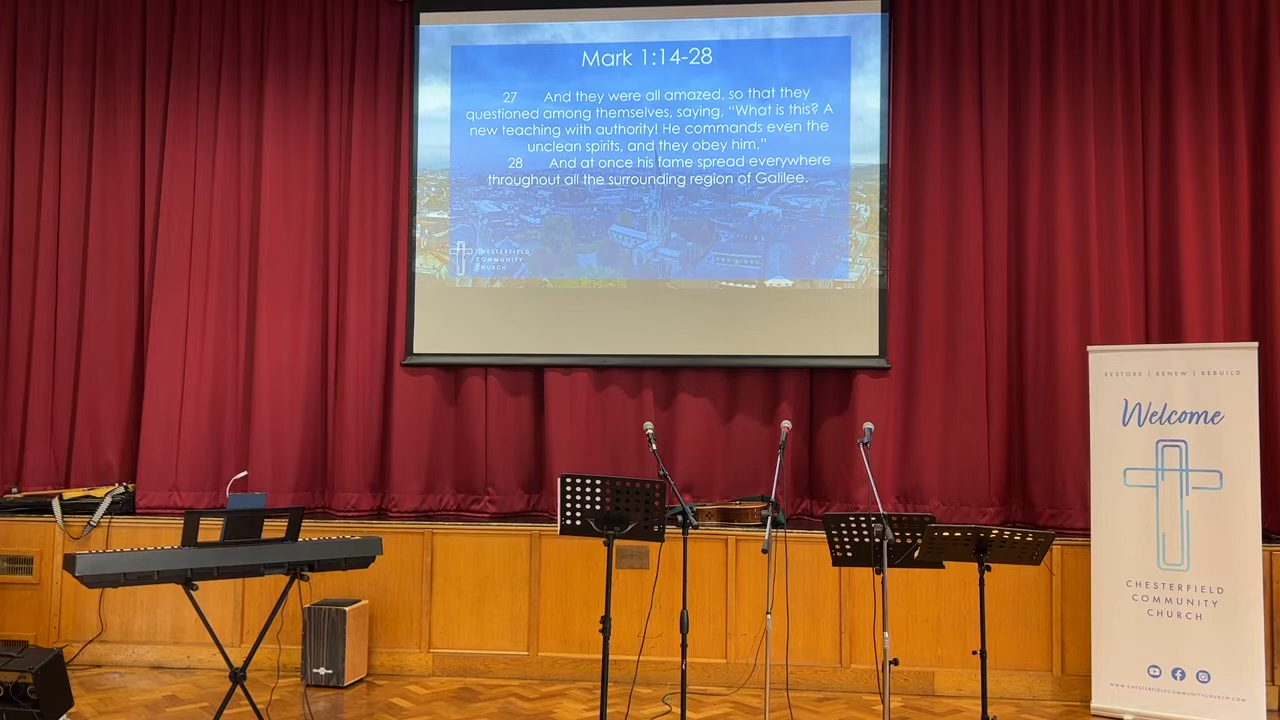 Mark 1:14-28
27 And they were all amazed, so that they
questioned among themselves, saying, “What is this? A
new teaching with authority! He commands even the
unclean spirits, and they obey him.”
28 And at once his fame spread everywhere
throughout all the surrounding region of Galilee.
CHESTERFIELD
COMMUNITY
CHURCH
RESTORE | RENEW | REBUILD
Welcome
CHESTERFIELD
COMMUNITY
CHURCH
WWW.CHESTERFIELDCOMMUNITYCHURCH.COM